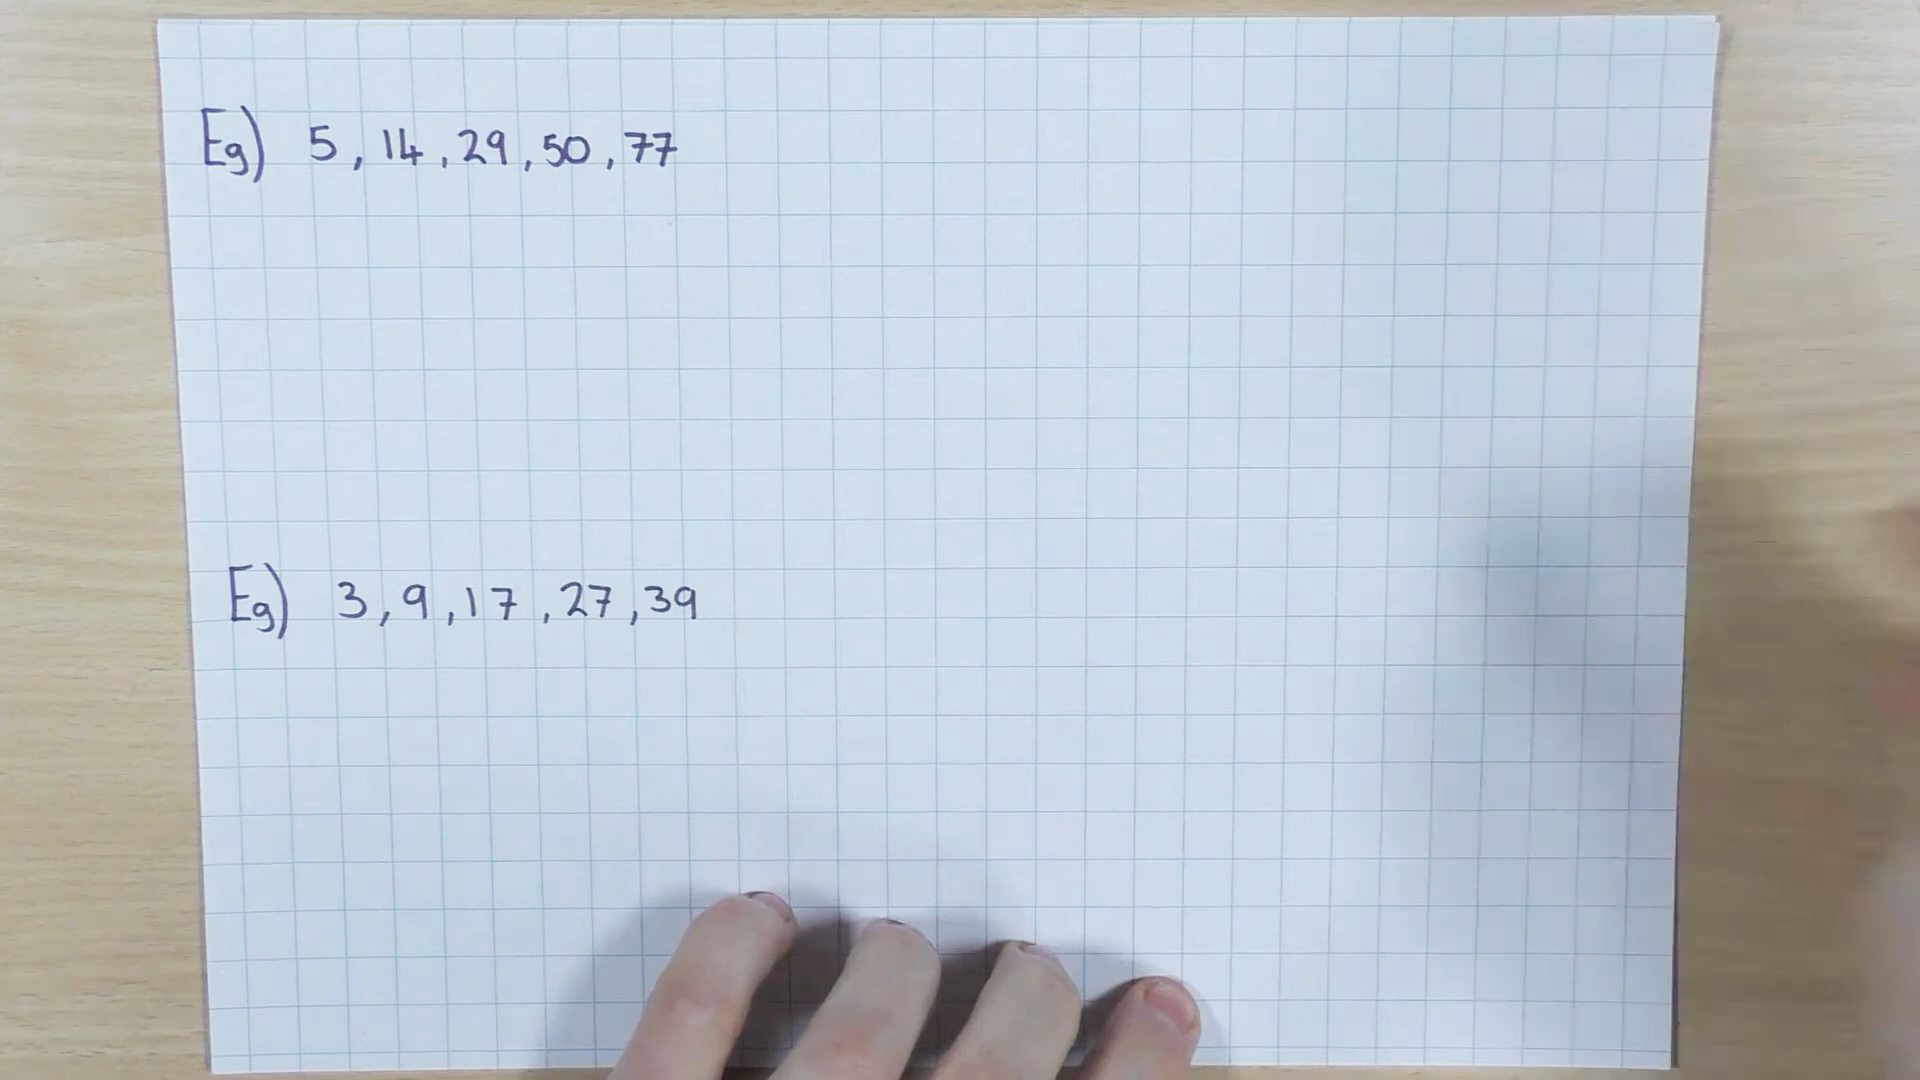 Eg) 5, 14, 29, 50, 77
Eg) 3, 9, 17, 27, 39